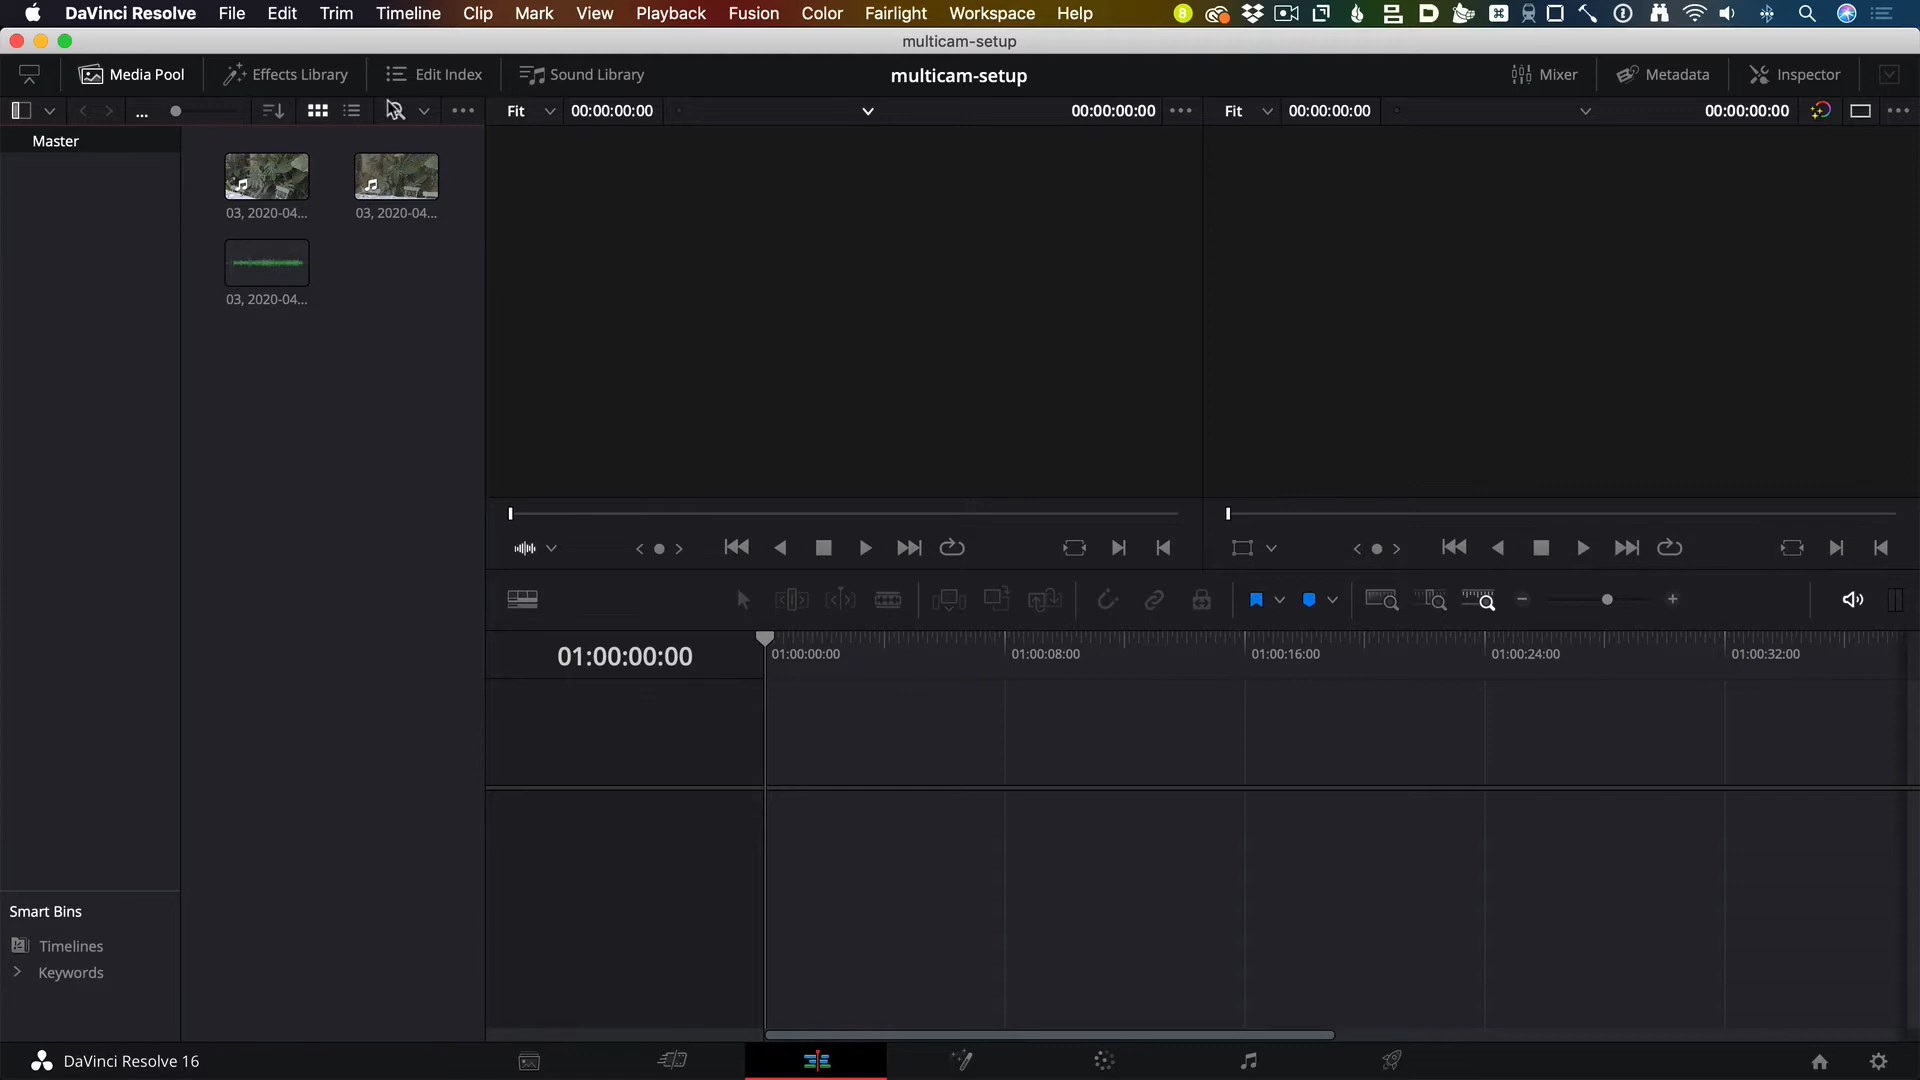 DaVinci Resolve File Edit Trim Timeline Clip Mark View Playback Fusion Color Fairlight Workspace Help 8
multicam-setup
Media Pool Effects Library Edit Index Sound Library multicam-setup Mixer Metadata Inspector
... Fit 00:00:00:00 00:00:00:00 Fit 00:00:00:00 00:00:00:00
Master
03, 2020-04... 03, 2020-04...
03, 2020-04...
01:00:00:00 01:00:00:00 01:00:08:00 01:00:16:00 01:00:24:00 01:00:32:00
Smart Bins
Timelines
Keywords
DaVinci Resolve 16